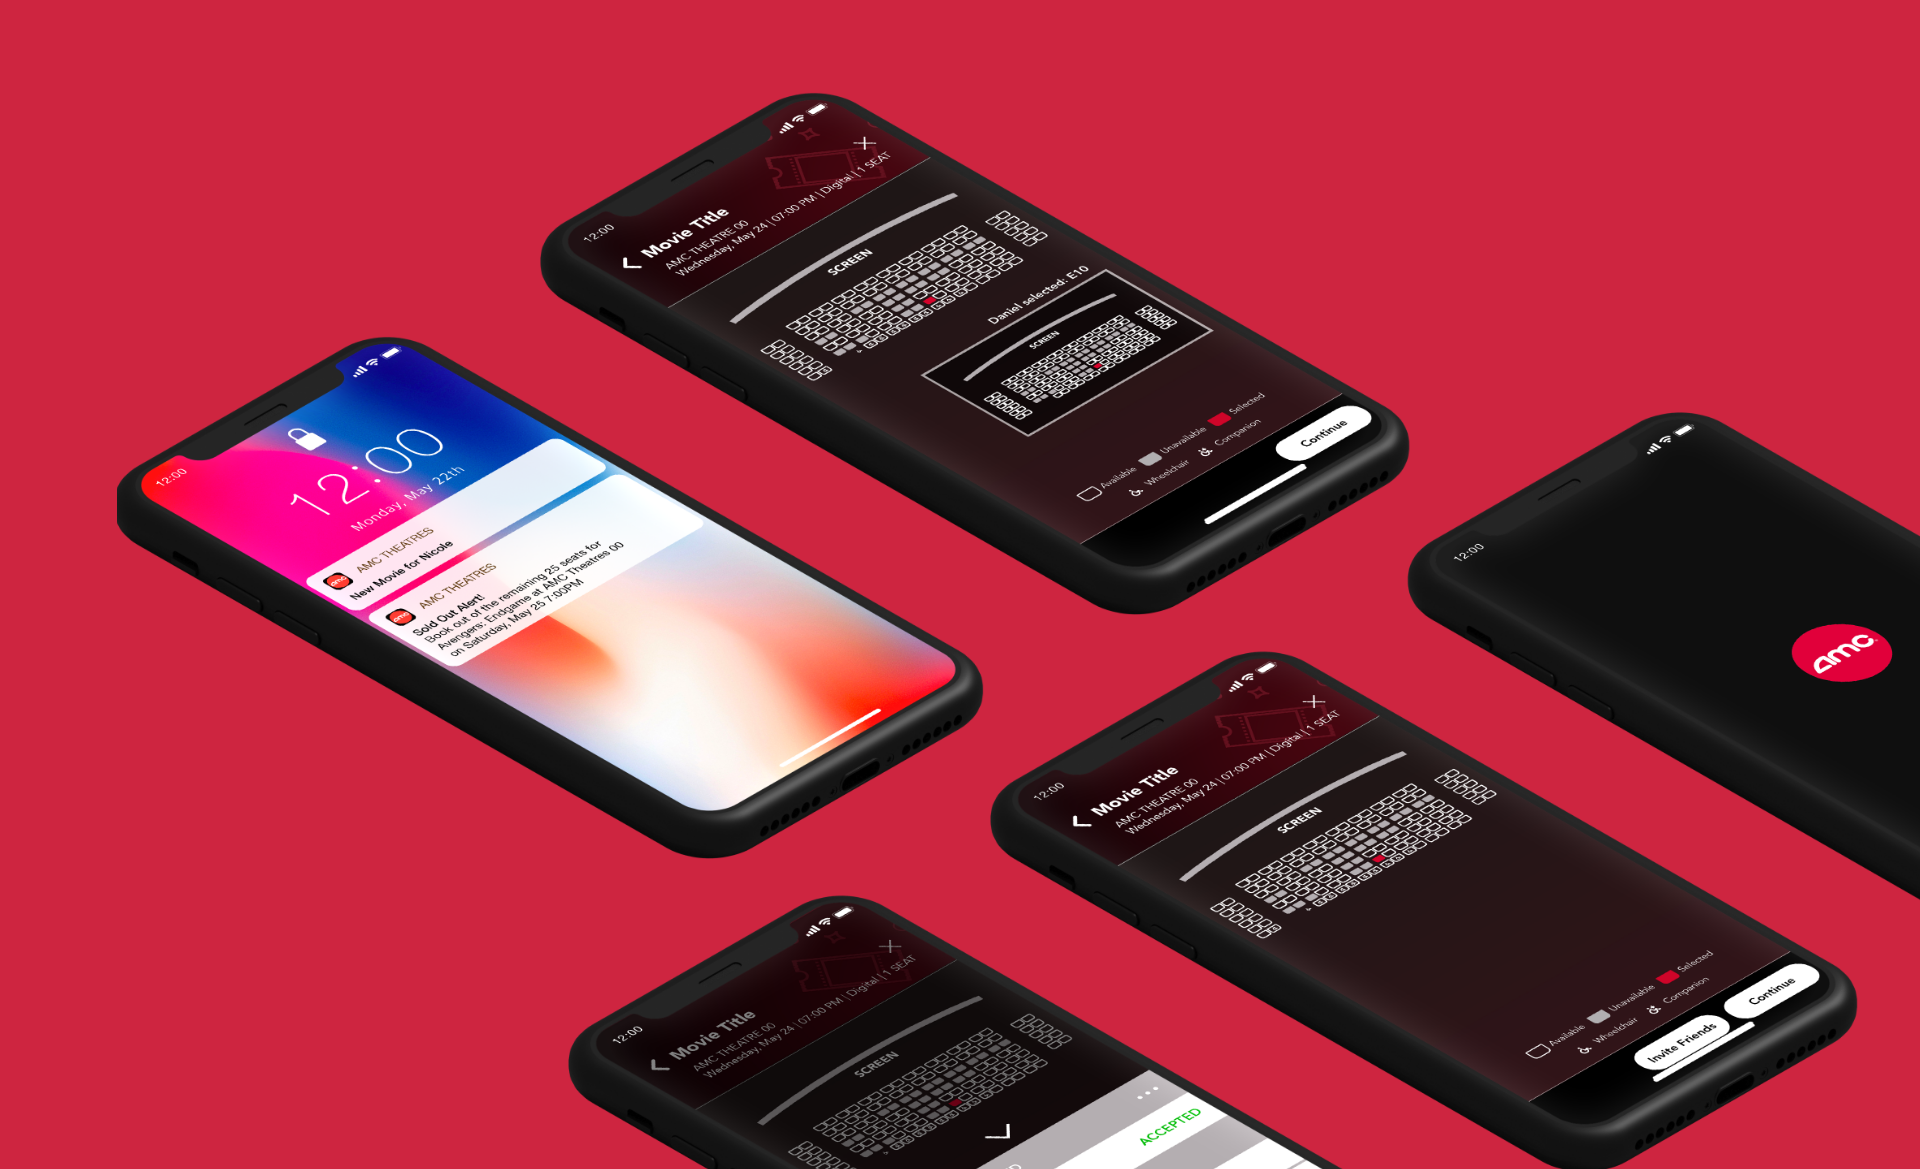 12:00
Movie Title
AMC THEATRE 00
Wednesday, May 24 | 07:00 PM | Digital | 1 SEAT
SCREEN
Daniel selected: E10
SCREEN
Available
Unavailable
Selected
Wheelchair
Companion
Continue
12:00
12:00
Monday, May 22th
AMC THEATRES
New Movie for Nicole
AMC THEATRES
Sold Out Alert!
Book out of the remaining 25 seats for
Avengers: Endgame at AMC Theatres 00
on Saturday, May 25 7:00PM
12:00
amc
12:00
Movie Title
AMC THEATRE 00
Wednesday, May 24 | 07:00 PM | Digital | 1 SEAT
SCREEN
Available
Unavailable
Selected
Wheelchair
Companion
Invite Friends
Continue
12:00
Movie Title
AMC THEATRE 00
Wednesday, May 24 | 07:00 PM | Digital | 1 SEAT
SCREEN
ACCEPTED